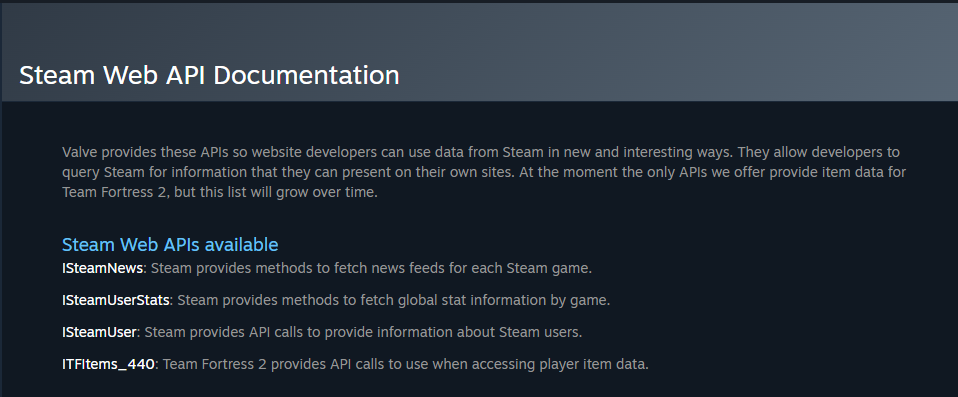 Steam Web API Documentation
Valve provides these APIs so website developers can use data from Steam in new and interesting ways. They allow developers to
query Steam for information that they can present on their own sites. At the moment the only APIs we offer provide item data for
Team Fortress 2, but this list will grow over time.
Steam Web APIs available
ISteamNews: Steam provides methods to fetch news feeds for each Steam game.
ISteamUserStats: Steam provides methods to fetch global stat information by game.
ISteamUser: Steam provides API calls to provide information about Steam users.
ITFItems_440: Team Fortress 2 provides API calls to use when accessing player item data.